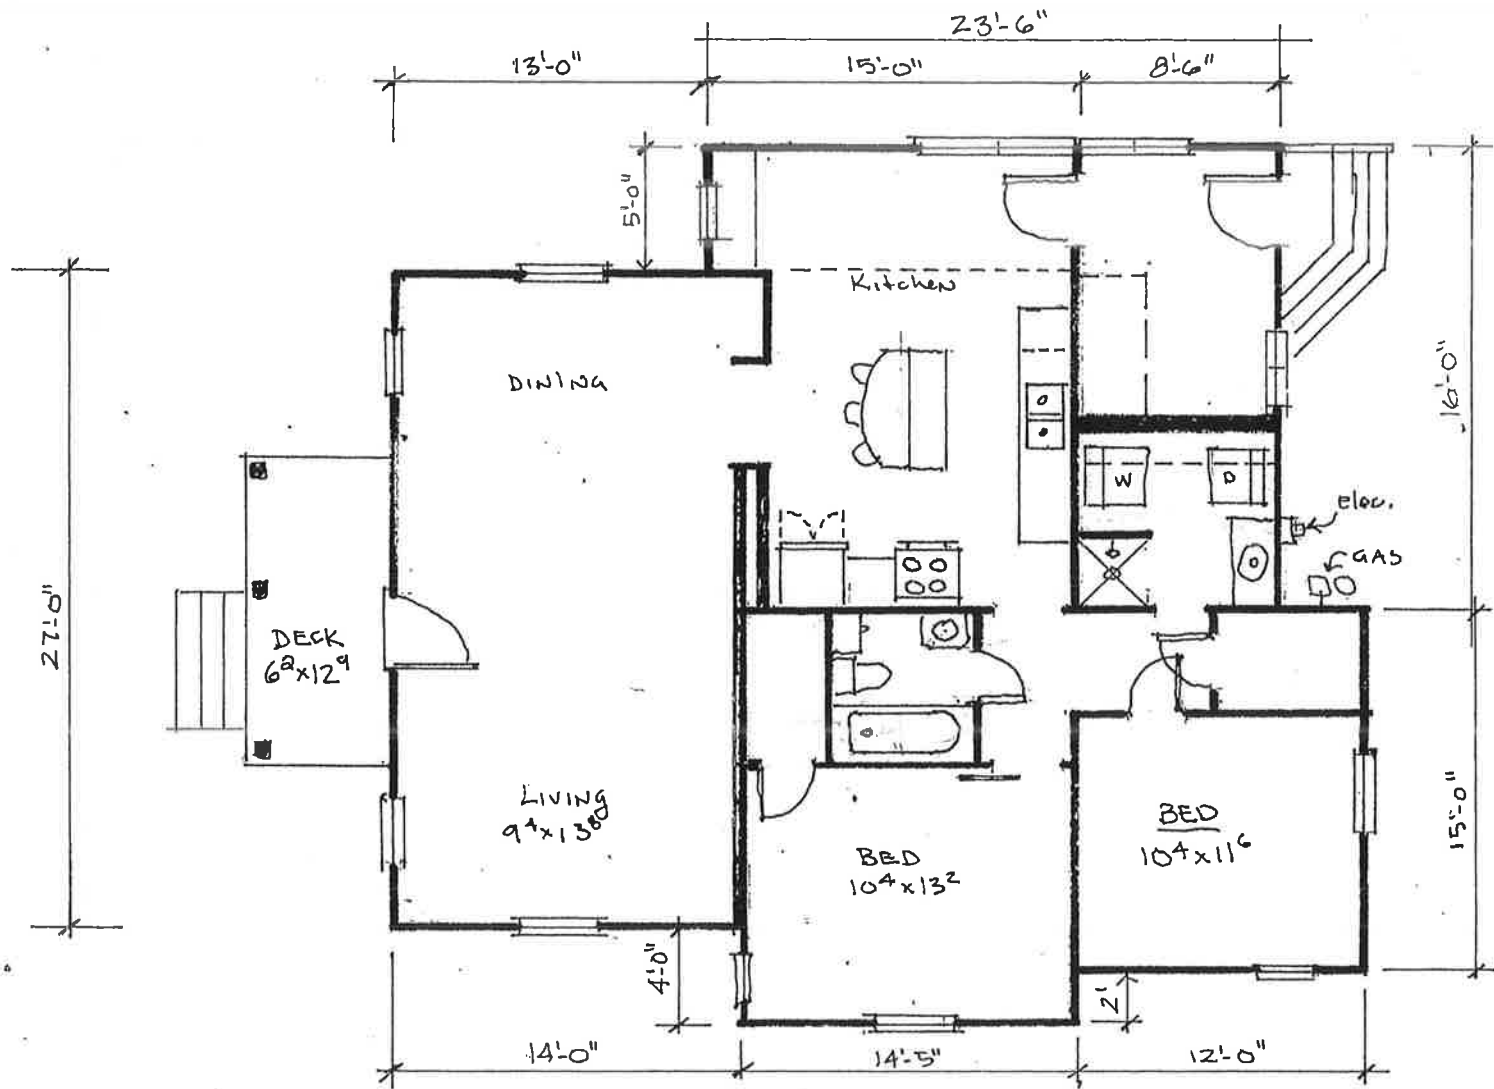 23'-6"
13'-0"
15'-0"
8'-6"
5'-0"
Kitchen
DINING
16'-0"
W
D
Elec.
GAS
27'-0"
DECK
6²x12⁹
LIVING
9⁴x13⁸
BED
10⁴x11⁶
BED
10⁴x13²
15'-0"
4'-0"
2'
14'-0"
14'-5"
12'-0"